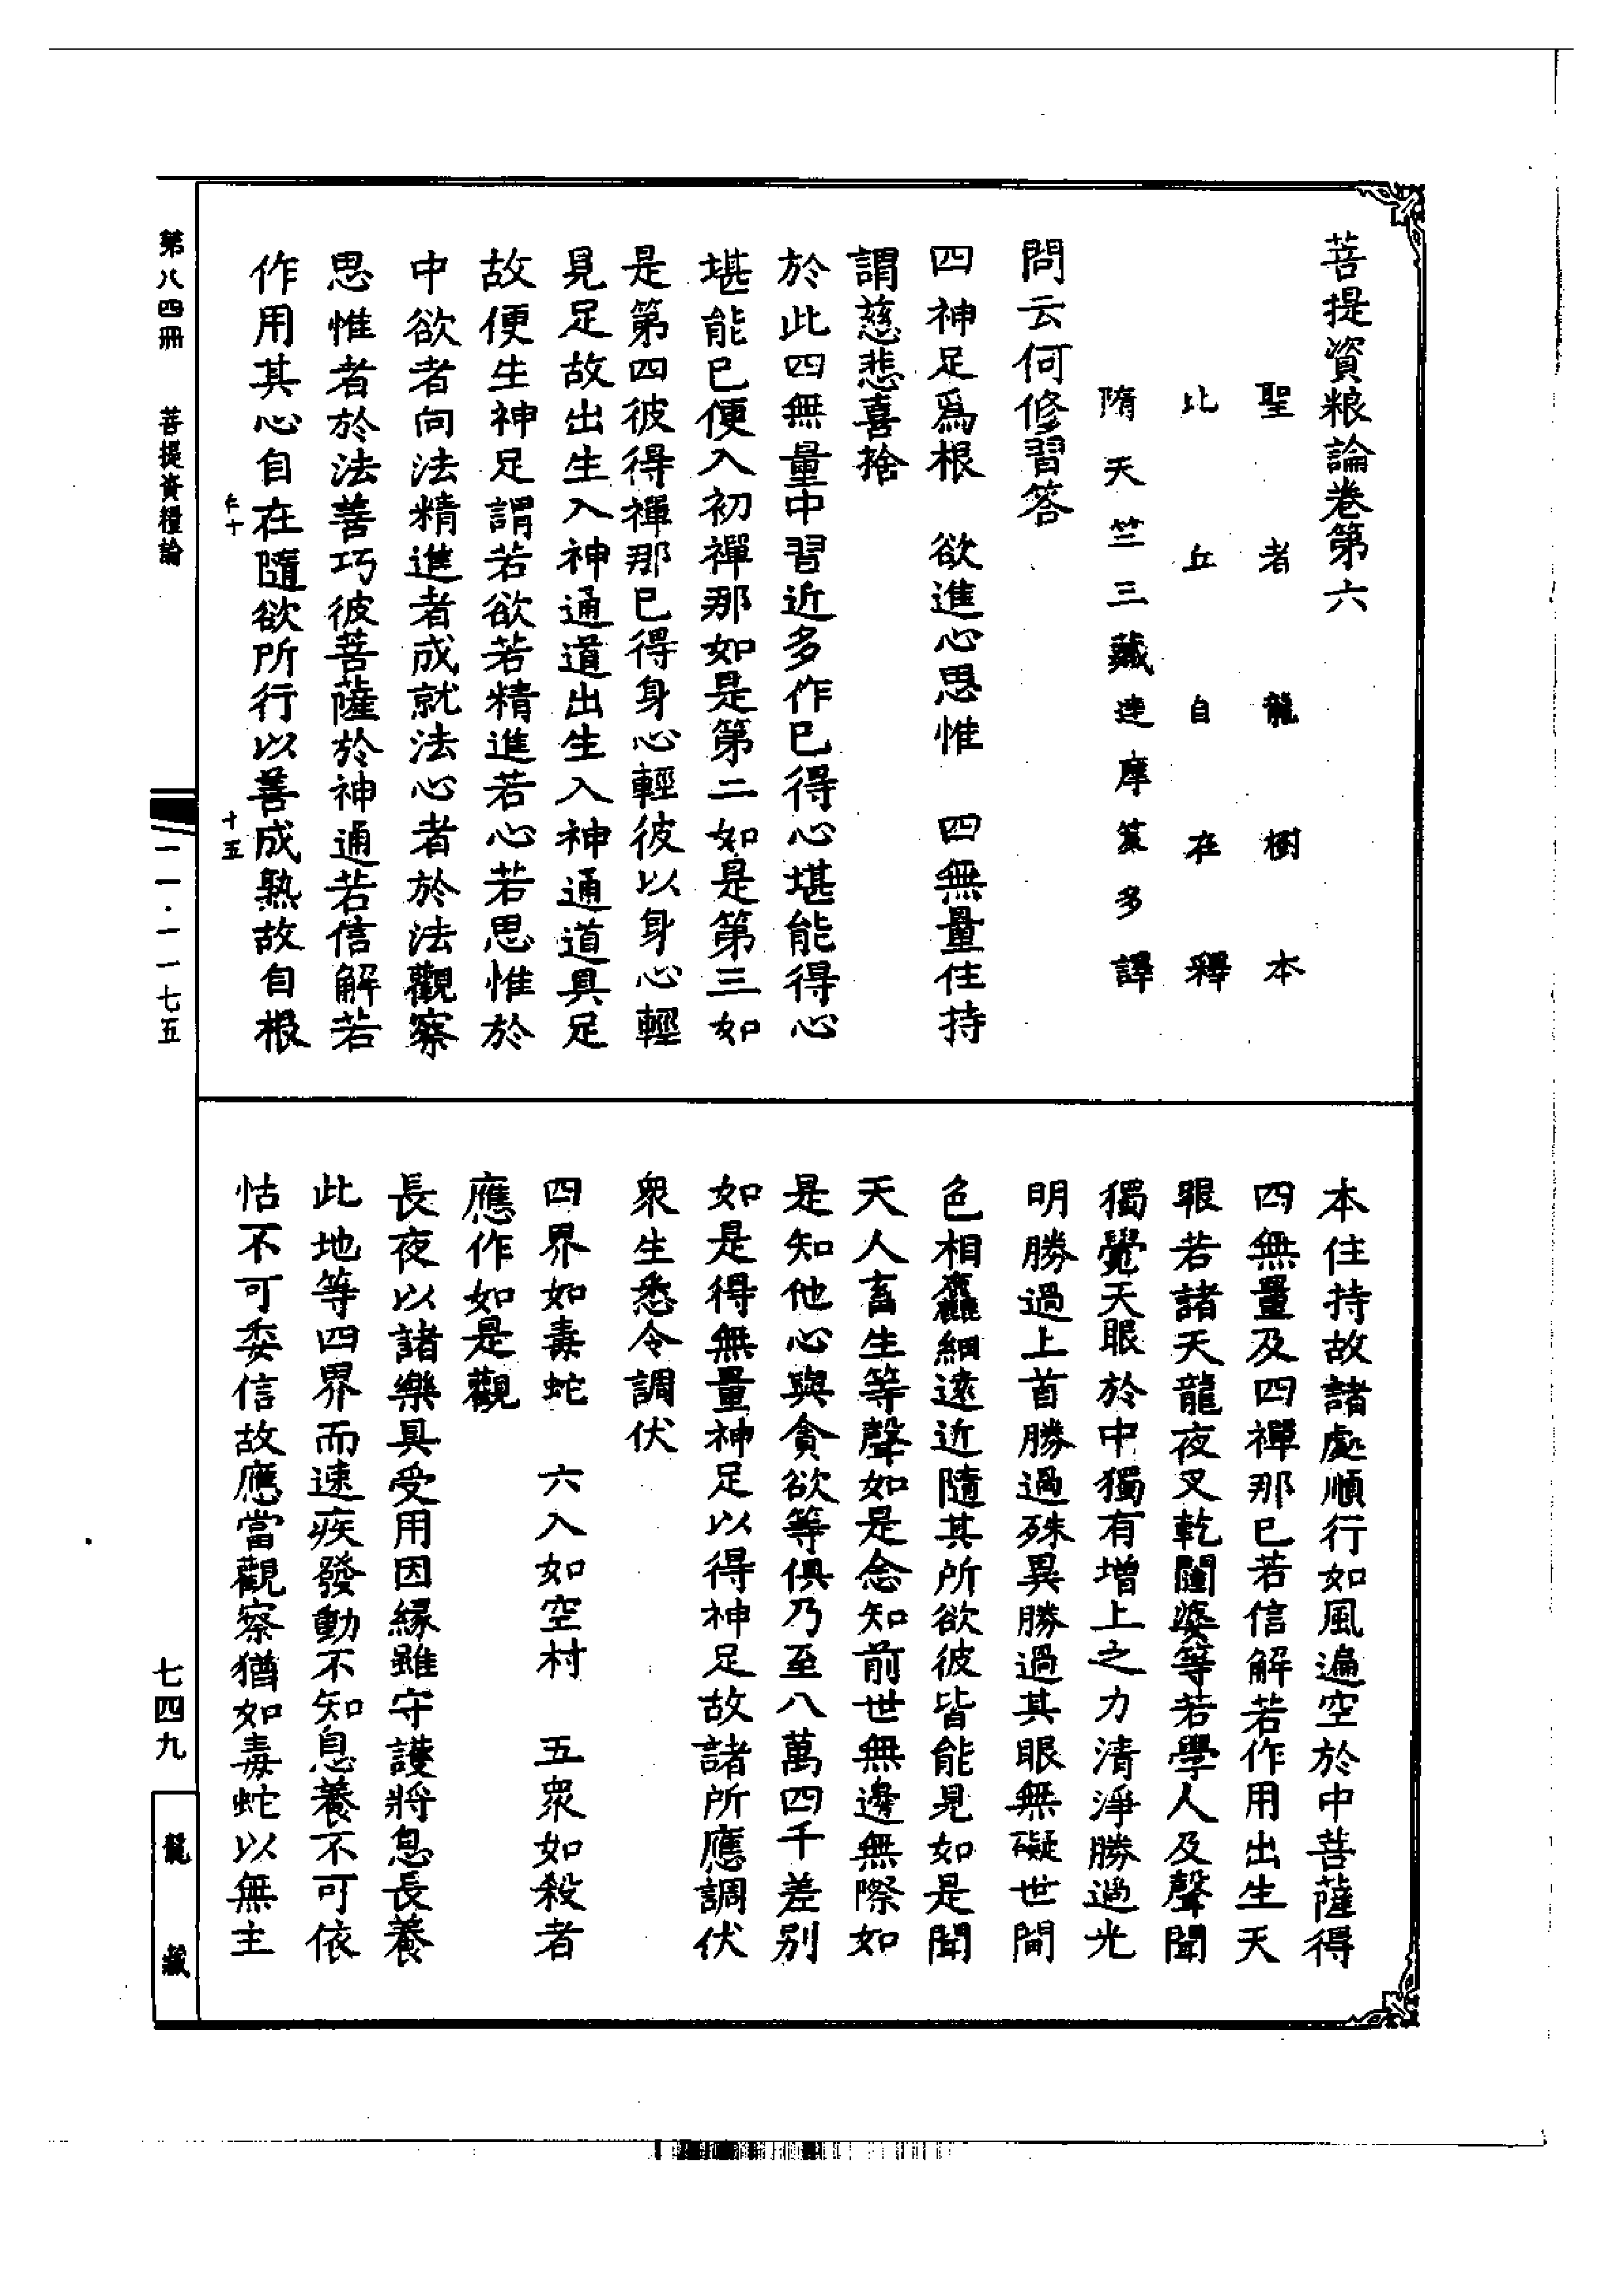 菩提資粮論卷第六
聖者龍樹本
比丘自在釋
隋天竺三藏達摩笈多譯
問云何修習答
四神足爲根　欲進心思惟　四無量住持
謂慈悲喜捨
於此四無量中習近多作已得心堪能得心
堪能已便入初禪那如是第二如是第三如
是第四彼得禪那已得身心輕彼以身心輕
見足故出生入神通道出生入神通道具足
故便生神足謂若欲若精進若心若思惟於
中欲者向法精進者成就法心者於法觀察
思惟者於法善巧彼菩薩於神通若信解若
作用其心自在隨欲所行以善成熟故自根
本住持故諸處順行如風遍空於中菩薩得
四無量及四禪那已若信解若作用出生天
眼若諸天龍夜叉乾闥婆等若學人及聲聞
獨覺天眼於中獨有增上之力清淨勝過光
明勝過上首勝過殊異勝過其眼無礙世間
色相麤細遠近隨其所欲彼皆能見如是聞
天人畜生等聲如是念知前世無邊無際如
是知他心與貪欲等俱乃至八萬四千差別
如是得無量神足以得神足故諸所應調伏
衆生悉令調伏
四界如毒蛇　六入如空村　五衆如殺者
應作如是觀
長夜以諸樂具受用因緣雖守護將息長養
此地等四界而速疾發動不知息養不可依
怙不可委信故應當觀察猶如毒蛇以無主
第八四冊　菩提資糧論
十五
一一·一一七五
七四九
龍藏